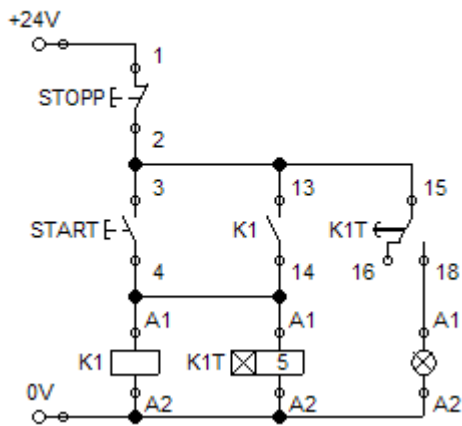 +24V
1
STOPP
2
3 13 15
START K1 K1T
4 14 16 18
A1 A1 A1
K1 K1T 5
0V A2 A2 A2